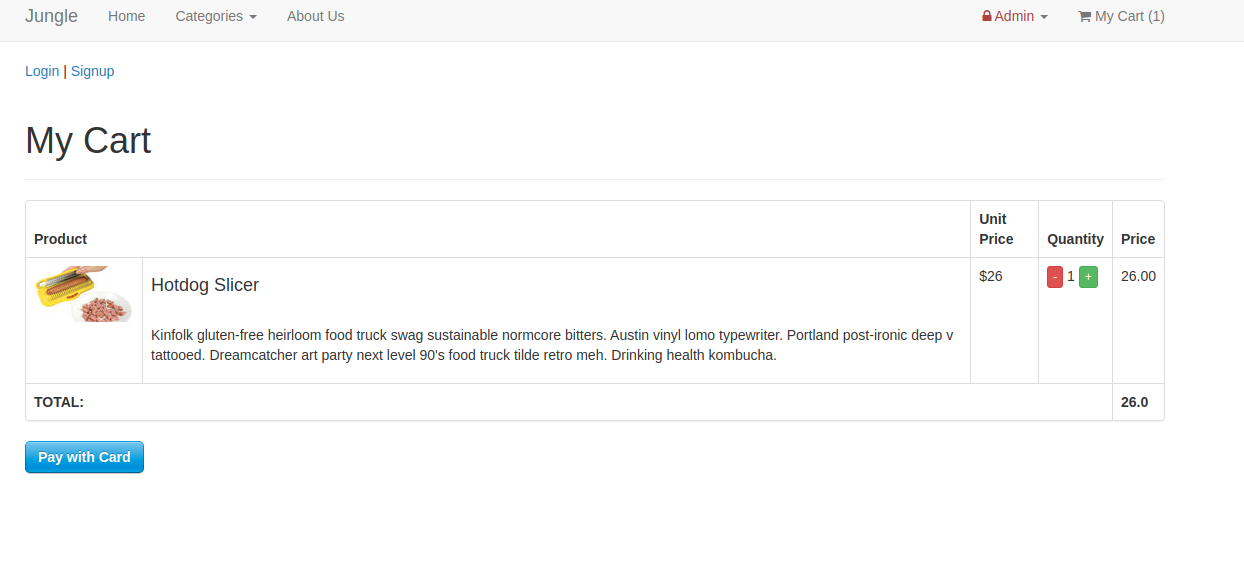 Jungle Home Categories About Us Admin My Cart (1)
Login | Signup
My Cart
Product Unit Price Quantity Price
Hotdog Slicer $26 - 1 + 26.00
Kinfolk gluten-free heirloom food truck swag sustainable normcore bitters. Austin vinyl lomo typewriter. Portland post-ironic deep v
tattooed. Dreamcatcher art party next level 90's food truck tilde retro meh. Drinking health kombucha.
TOTAL: 26.0
Pay with Card